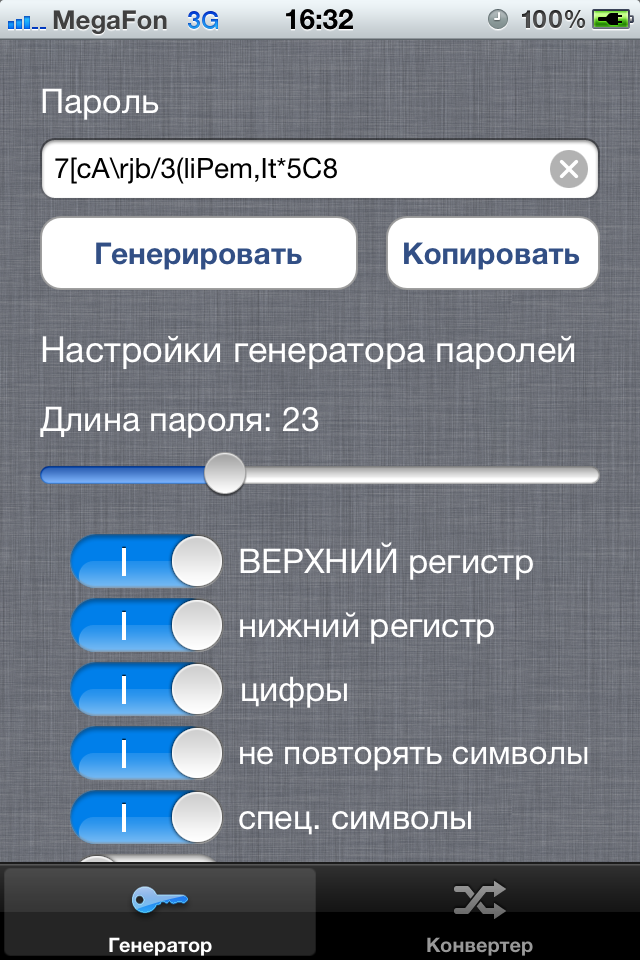 MegaFon 3G 16:32 100%
Пароль
7[cA\rjb/3(liPem,It*5C8
Генерировать Копировать
Настройки генератора паролей
Длина пароля: 23
ВЕРХНИЙ регистр
нижний регистр
цифры
не повторять символы
спец. символы
Генератор Конвертер